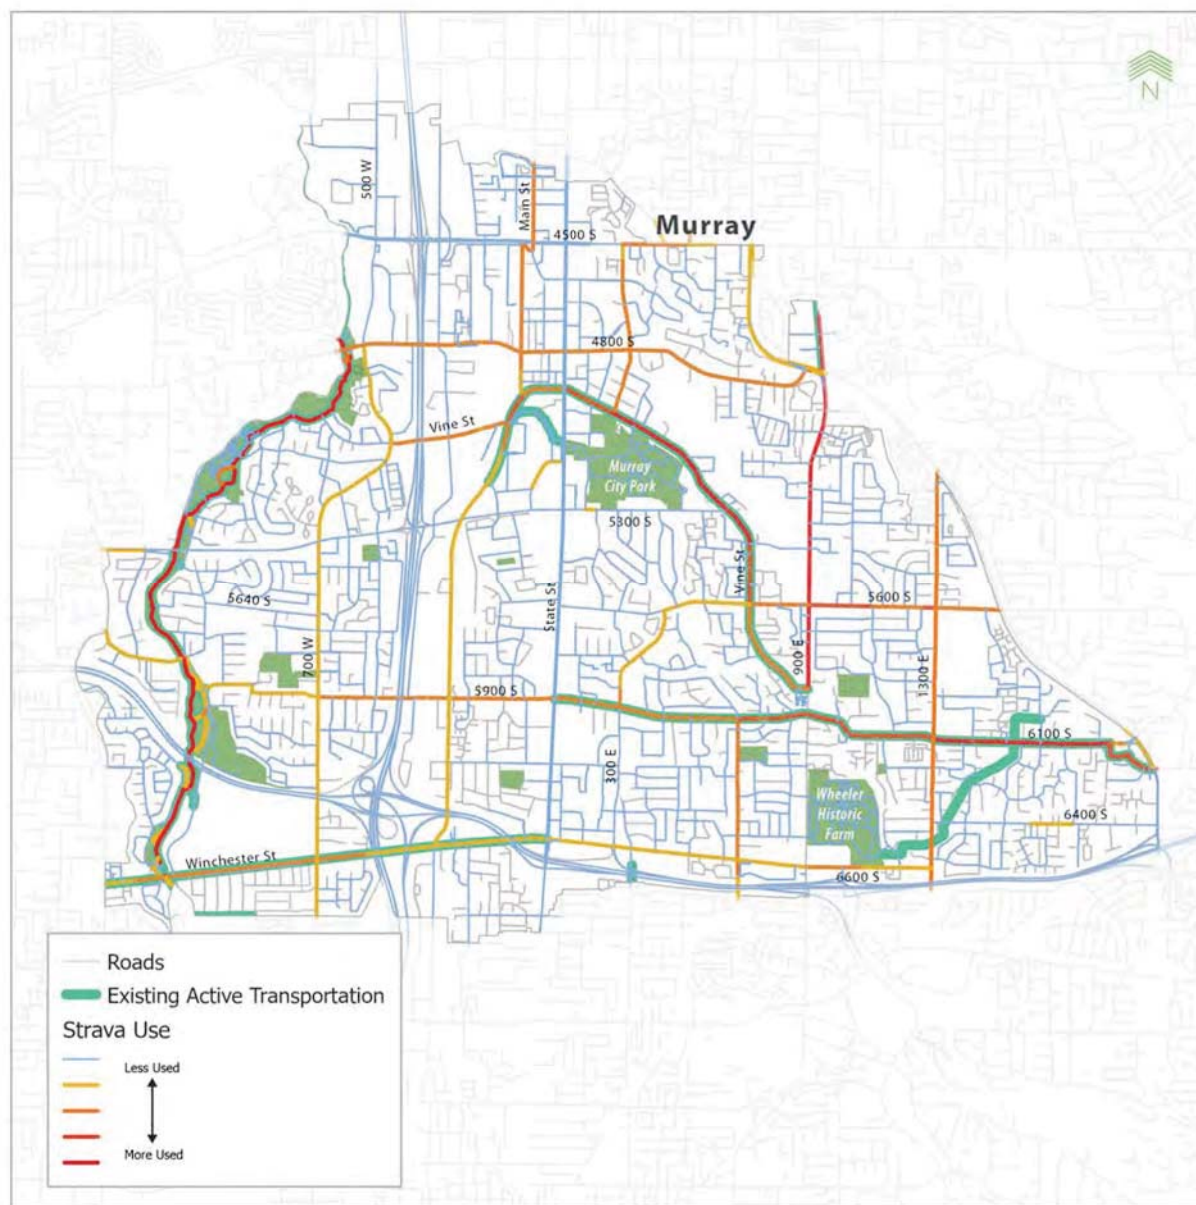 N
500 W
Main St
Murray
4500 S
4800 S
Vine St
Murray
City Park
5300 S
Vine St
5640 S
State St
5600 S
700 W
900 E
1300 E
5900 S
6100 S
300 E
Wheeler
Historic
Farm
6400 S
Winchester St
6600 S
Roads
Existing Active Transportation
Strava Use
Less Used
More Used